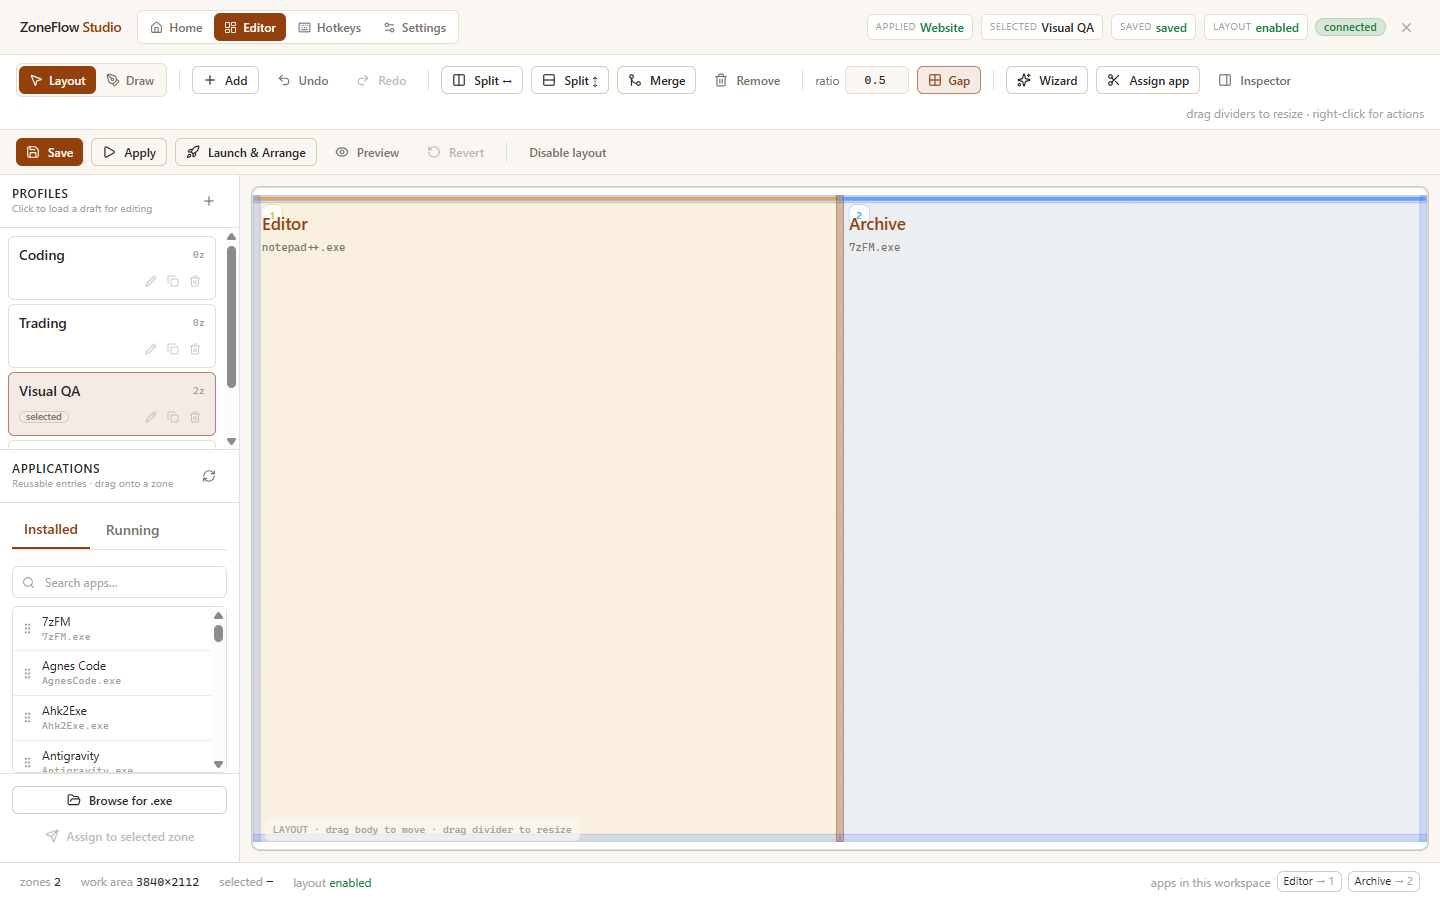 ZoneFlow Studio
Home
Editor
Hotkeys
Settings
APPLIED Website
SELECTED Visual QA
SAVED saved
LAYOUT enabled
connected
Layout
Draw
Add
Undo
Redo
Split ↔
Split ↕
Merge
Remove
ratio 0.5
Gap
Wizard
Assign app
Inspector
drag dividers to resize · right-click for actions
Save
Apply
Launch & Arrange
Preview
Revert
Disable layout
PROFILES
Click to load a draft for editing
Coding 0z
Trading 0z
Visual QA 2z
selected
APPLICATIONS
Reusable entries · drag onto a zone
Installed
Running
Search apps...
7zFM
7zFM.exe
Agnes Code
AgnesCode.exe
Ahk2Exe
Ahk2Exe.exe
Antigravity
Antigravity.exe
Browse for .exe
Assign to selected zone
1
Editor
notepad++.exe
2
Archive
7zFM.exe
LAYOUT · drag body to move · drag divider to resize
zones 2
work area 3840×2112
selected —
layout enabled
apps in this workspace
Editor → 1
Archive → 2